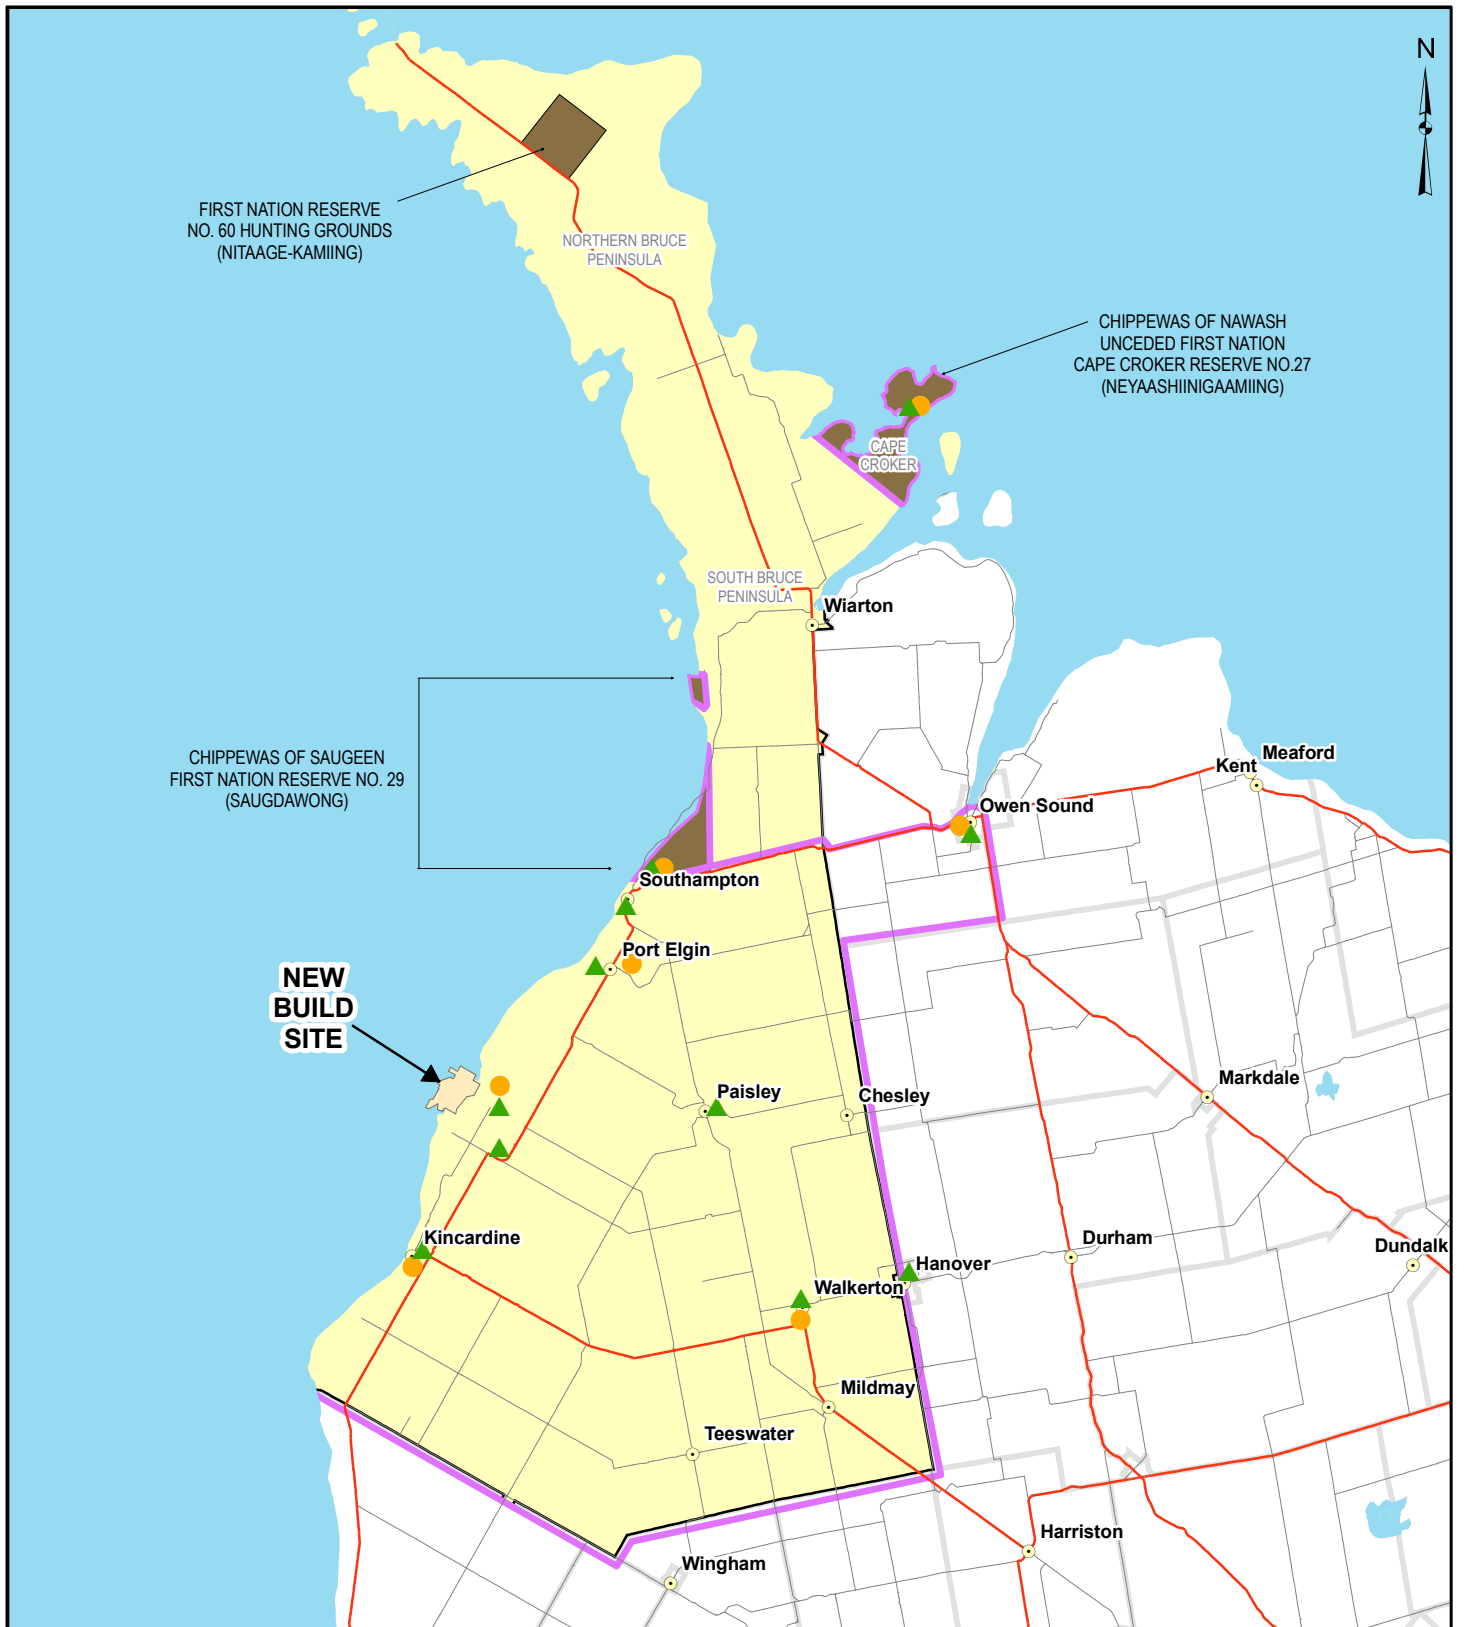 N
FIRST NATION RESERVE
NO. 60 HUNTING GROUNDS
(NITAAGE-KAMIING)
NORTHERN BRUCE
PENINSULA
CHIPPEWAS OF NAWASH
UNCEDED FIRST NATION
CAPE CROKER RESERVE NO.27
(NEYAASHIINIGAAMIING)
CAPE
CROKER
SOUTH BRUCE
PENINSULA
Wiarton
CHIPPEWAS OF SAUGEEN
FIRST NATION RESERVE NO. 29
(SAUGDAWONG)
Meaford
Kent
Owen Sound
Southampton
Port Elgin
NEW
BUILD
SITE
Paisley
Chesley
Markdale
Kincardine
Durham
Dundalk
Hanover
Walkerton
Mildmay
Teeswater
Harriston
Wingham